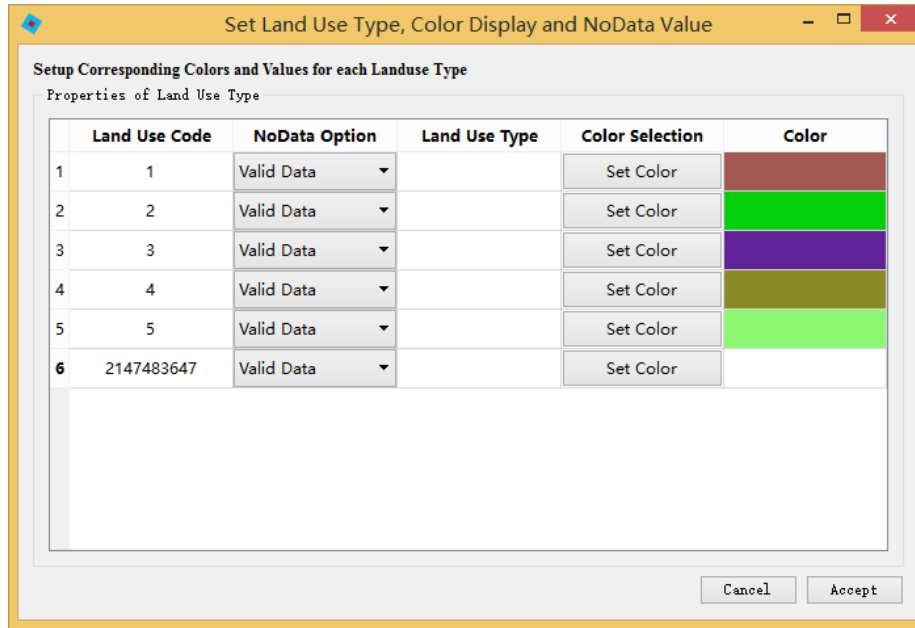 Set Land Use Type, Color Display and NoData Value
Setup Corresponding Colors and Values for each Landuse Type
Properties of Land Use Type
Land Use Code NoData Option Land Use Type Color Selection Color
1 1 Valid Data Set Color
2 2 Valid Data Set Color
3 3 Valid Data Set Color
4 4 Valid Data Set Color
5 5 Valid Data Set Color
6 2147483647 Valid Data Set Color
Cancel Accept